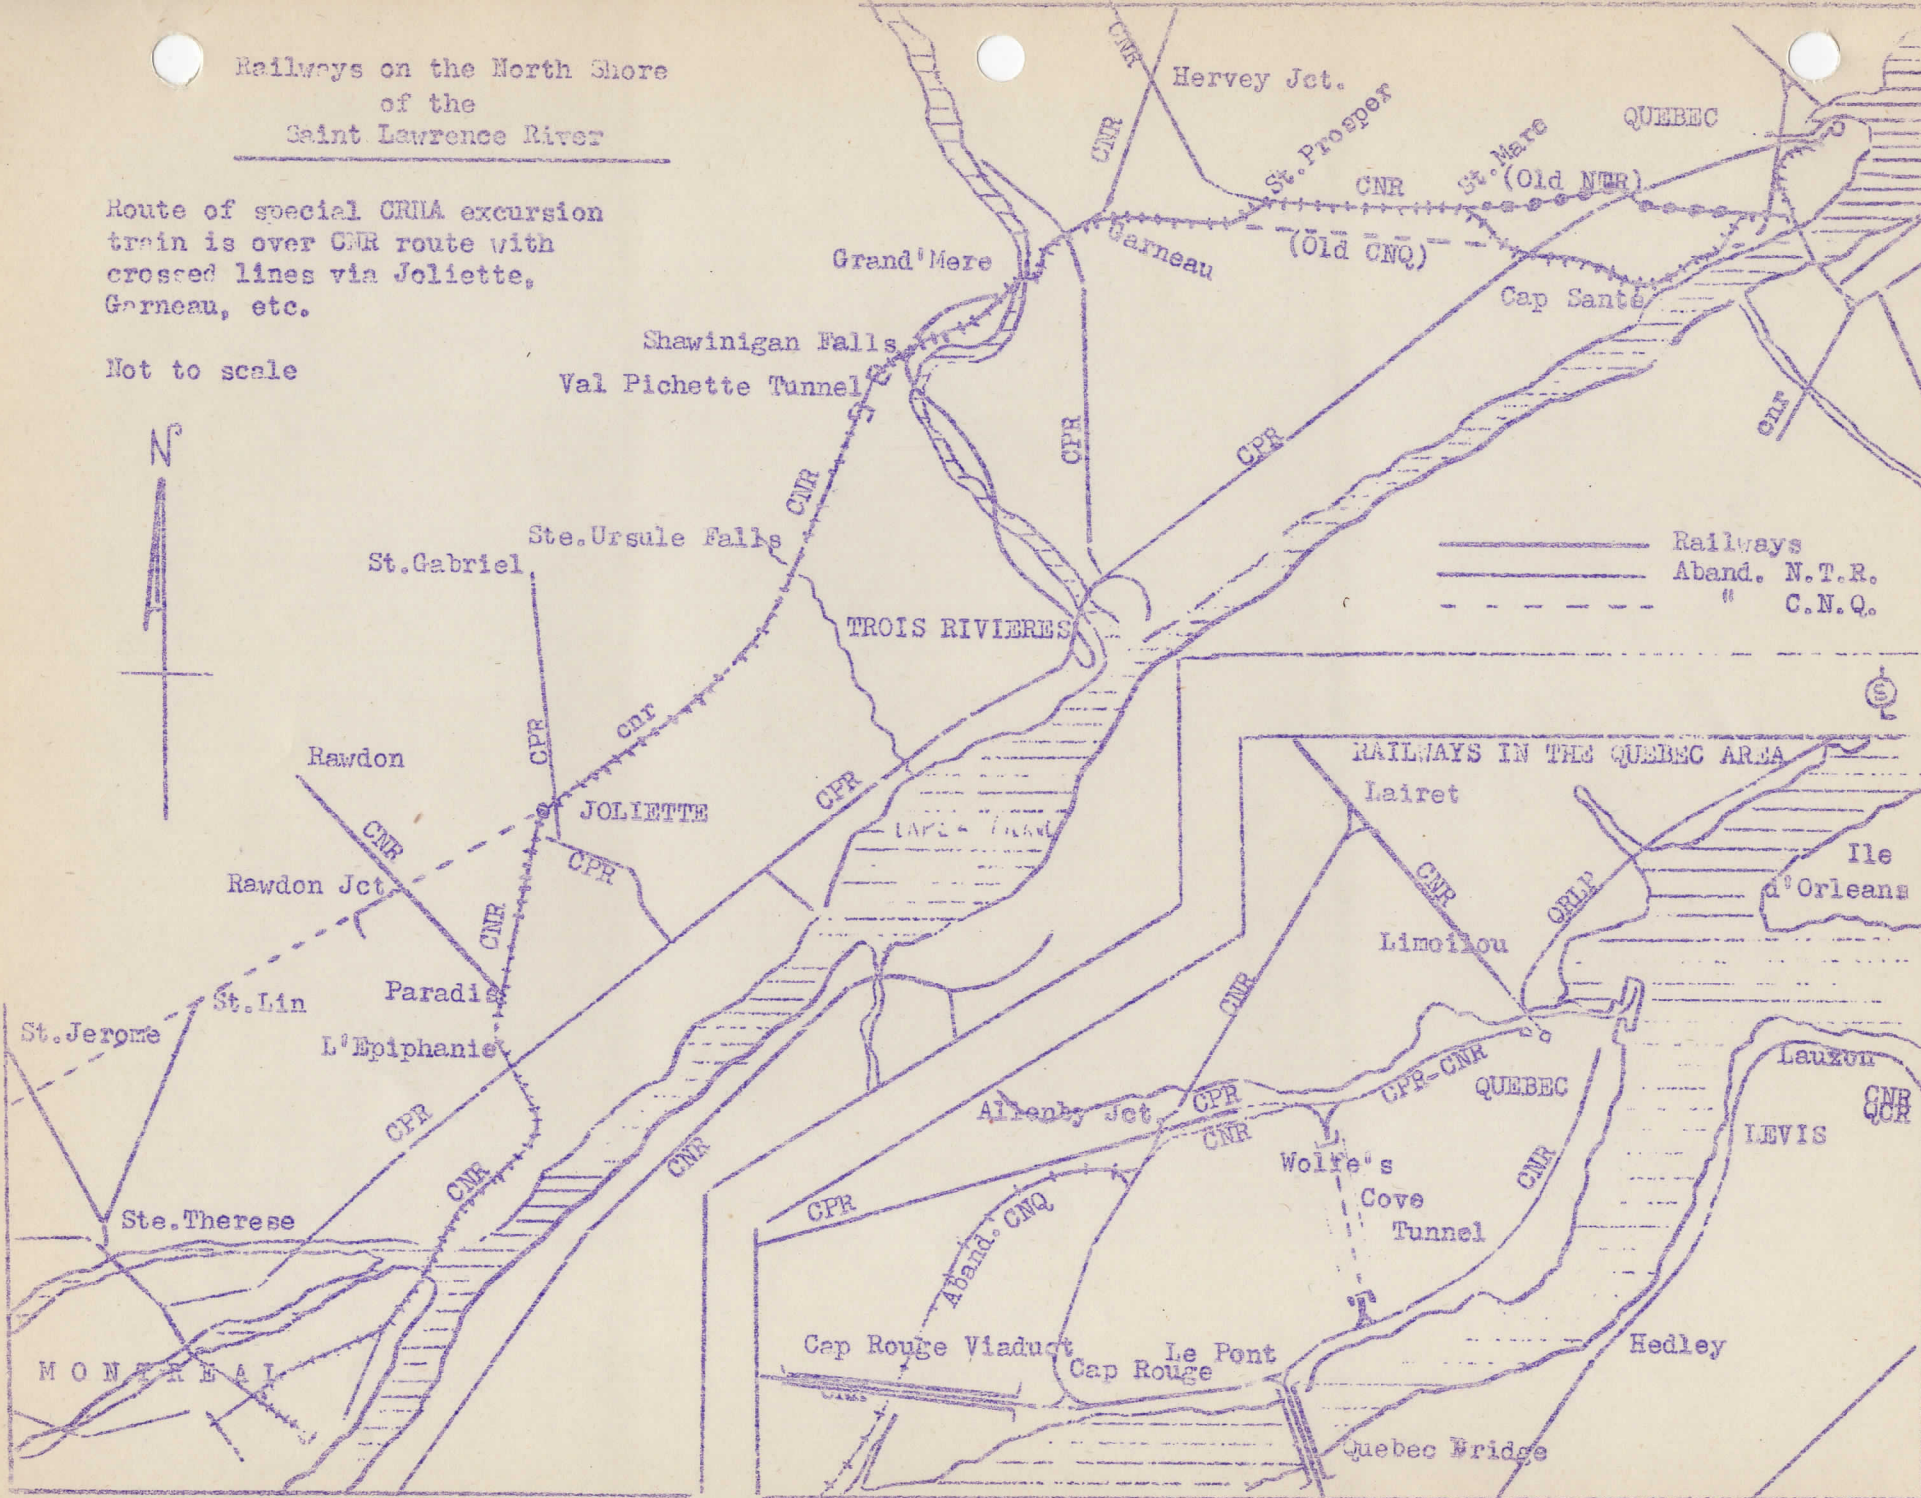 Railways on the North Shore
of the
Saint Lawrence River
Route of special CRHA excursion
train is over CNR route with
crossed lines via Joliette,
Garneau, etc.
Not to scale
N
CNR
Hervey Jct.
CNR
St.Prosper
CNR
St.Marc
(Old NTR)
QUEBEC
Grand'Mere
Garneau
(Old CNQ)
Cap Santé
Shawinigan Falls
Val Pichette Tunnel
CNR
CPR
CPR
cnr
Ste.Ursule Falls
St.Gabriel
TROIS RIVIERES
Railways
Aband. N.T.R.
" C.N.Q.
cnr
CPR
Rawdon
JOLIETTE
CPR
CNR
CPR
Rawdon Jct.
CNR
Paradis
St.Lin
St.Jerome
L'Epiphanie
CPR
CNR
CNR
Ste.Therese
MONTREAL
RAILWAYS IN THE QUEBEC AREA
Lairet
CNR
QRLP
Ile
d'Orleans
Limoilou
CNR
Allenby Jct.
CPR
CNR
CPR-CNR
QUEBEC
Lauzon
CNR
QCR
LEVIS
Wolfe's
Cove
Tunnel
CNR
CPR
Aband. CNQ
Cap Rouge Viaduct
Cap Rouge
Le Pont
CNR
Hedley
Quebec Bridge